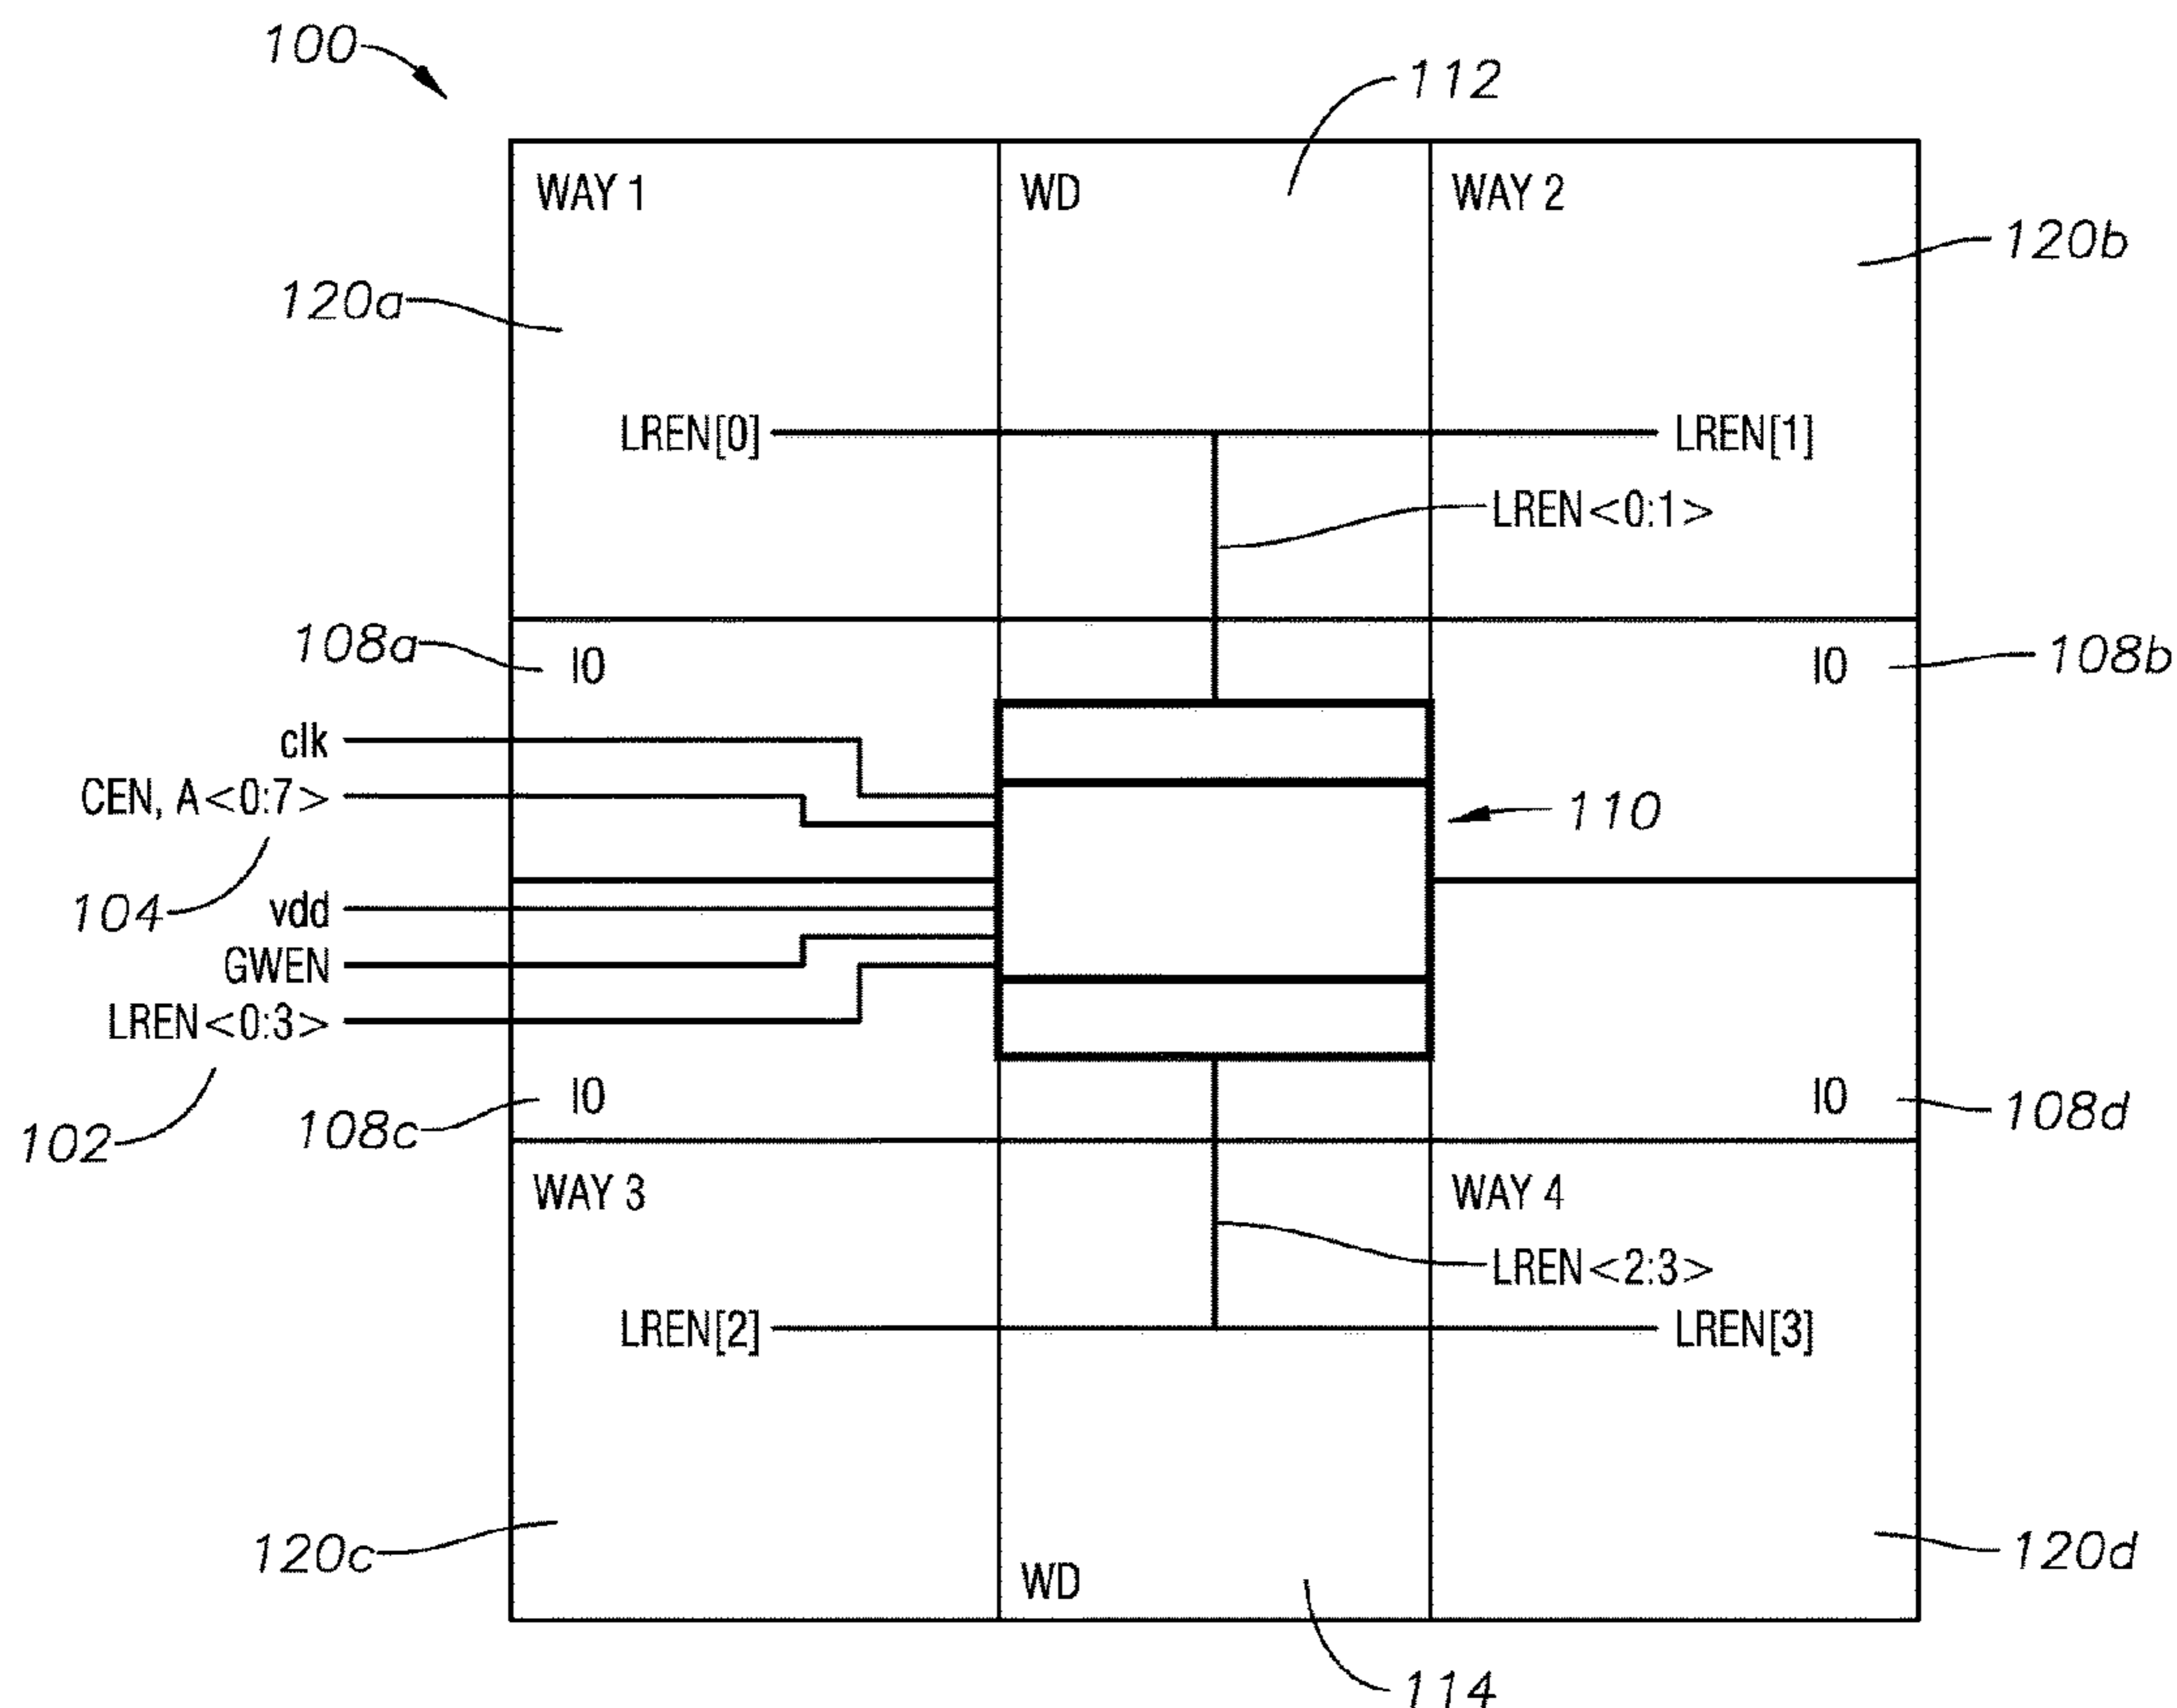 100
112
WAY 1
WD
WAY 2
120b
120a
LREN[0]
LREN[1]
LREN<0:1>
108a
IO
IO
108b
clk
CEN, A<0:7>
110
104
vdd
GWEN
LREN<0:3>
102
108c
IO
IO
108d
WAY 3
WAY 4
LREN<2:3>
LREN[2]
LREN[3]
120c
WD
120d
114